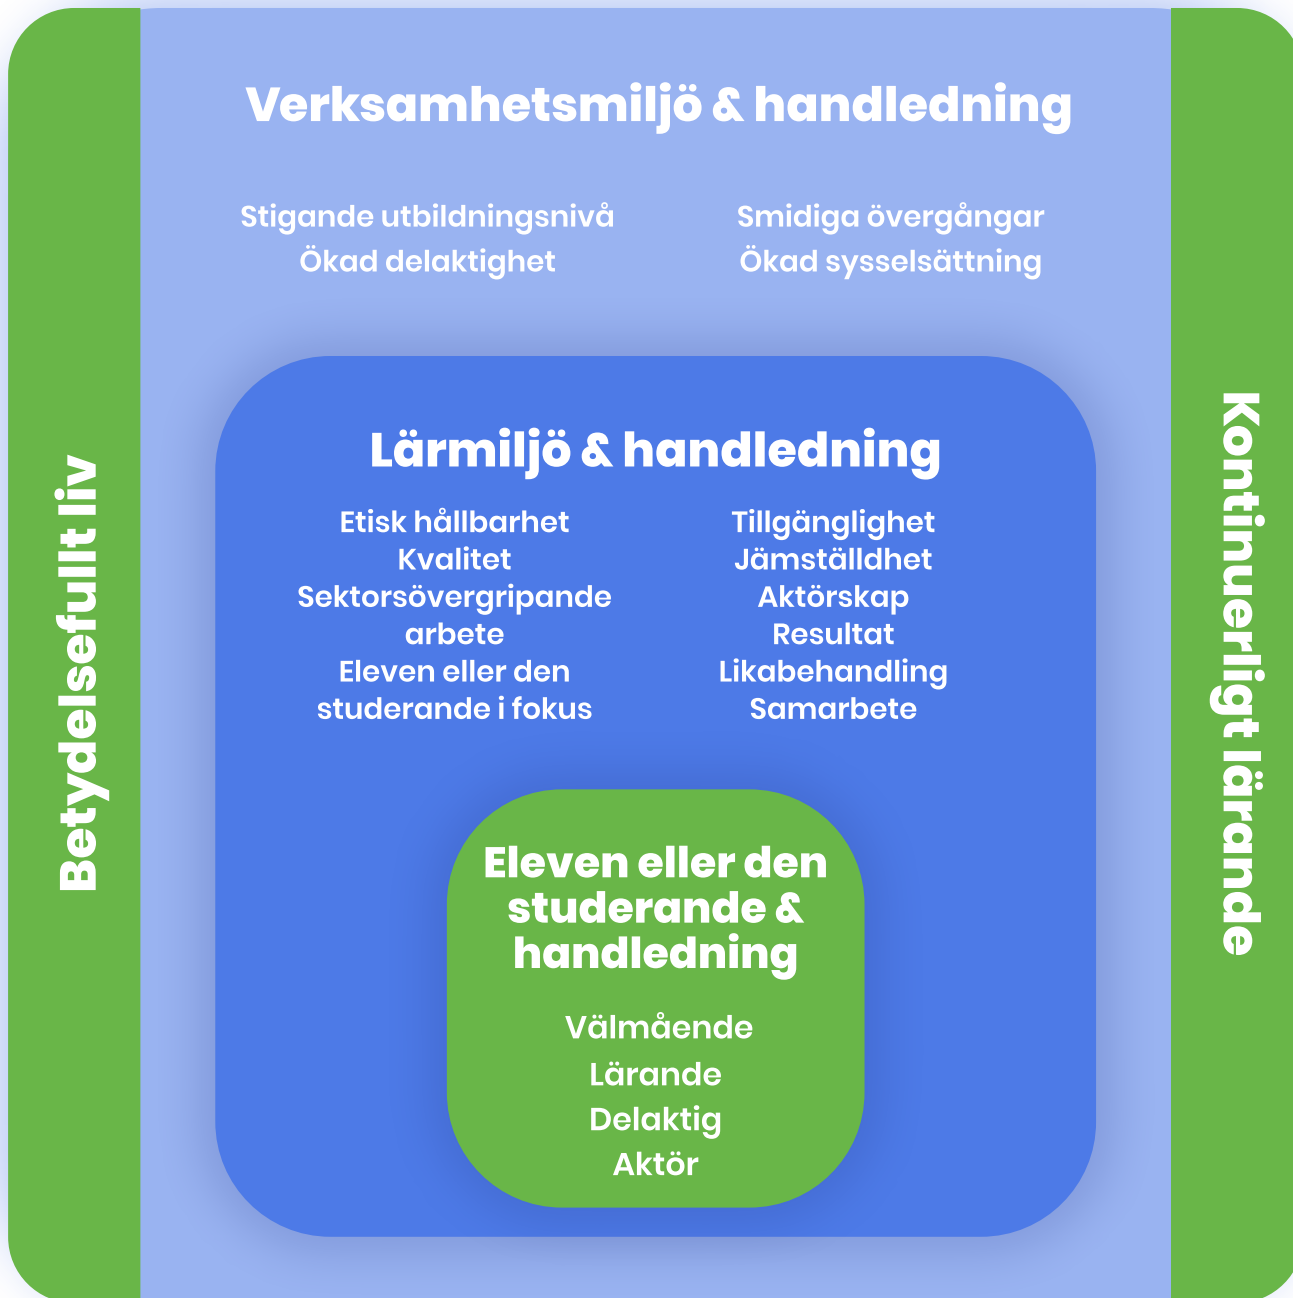 Verksamhetsmiljö & handledning
Stigande utbildningsnivå
Ökad delaktighet
Smidiga övergångar
Ökad sysselsättning
Betydelsefullt liv
Lärmiljö & handledning
Etisk hållbarhet
Kvalitet
Sektorsövergripande
arbete
Eleven eller den
studerande i fokus
Tillgänglighet
Jämställdhet
Aktörskap
Resultat
Likabehandling
Samarbete
Eleven eller den
studerande &
handledning
Välmående
Lärande
Delaktig
Aktör
Kontinuerligt lärande